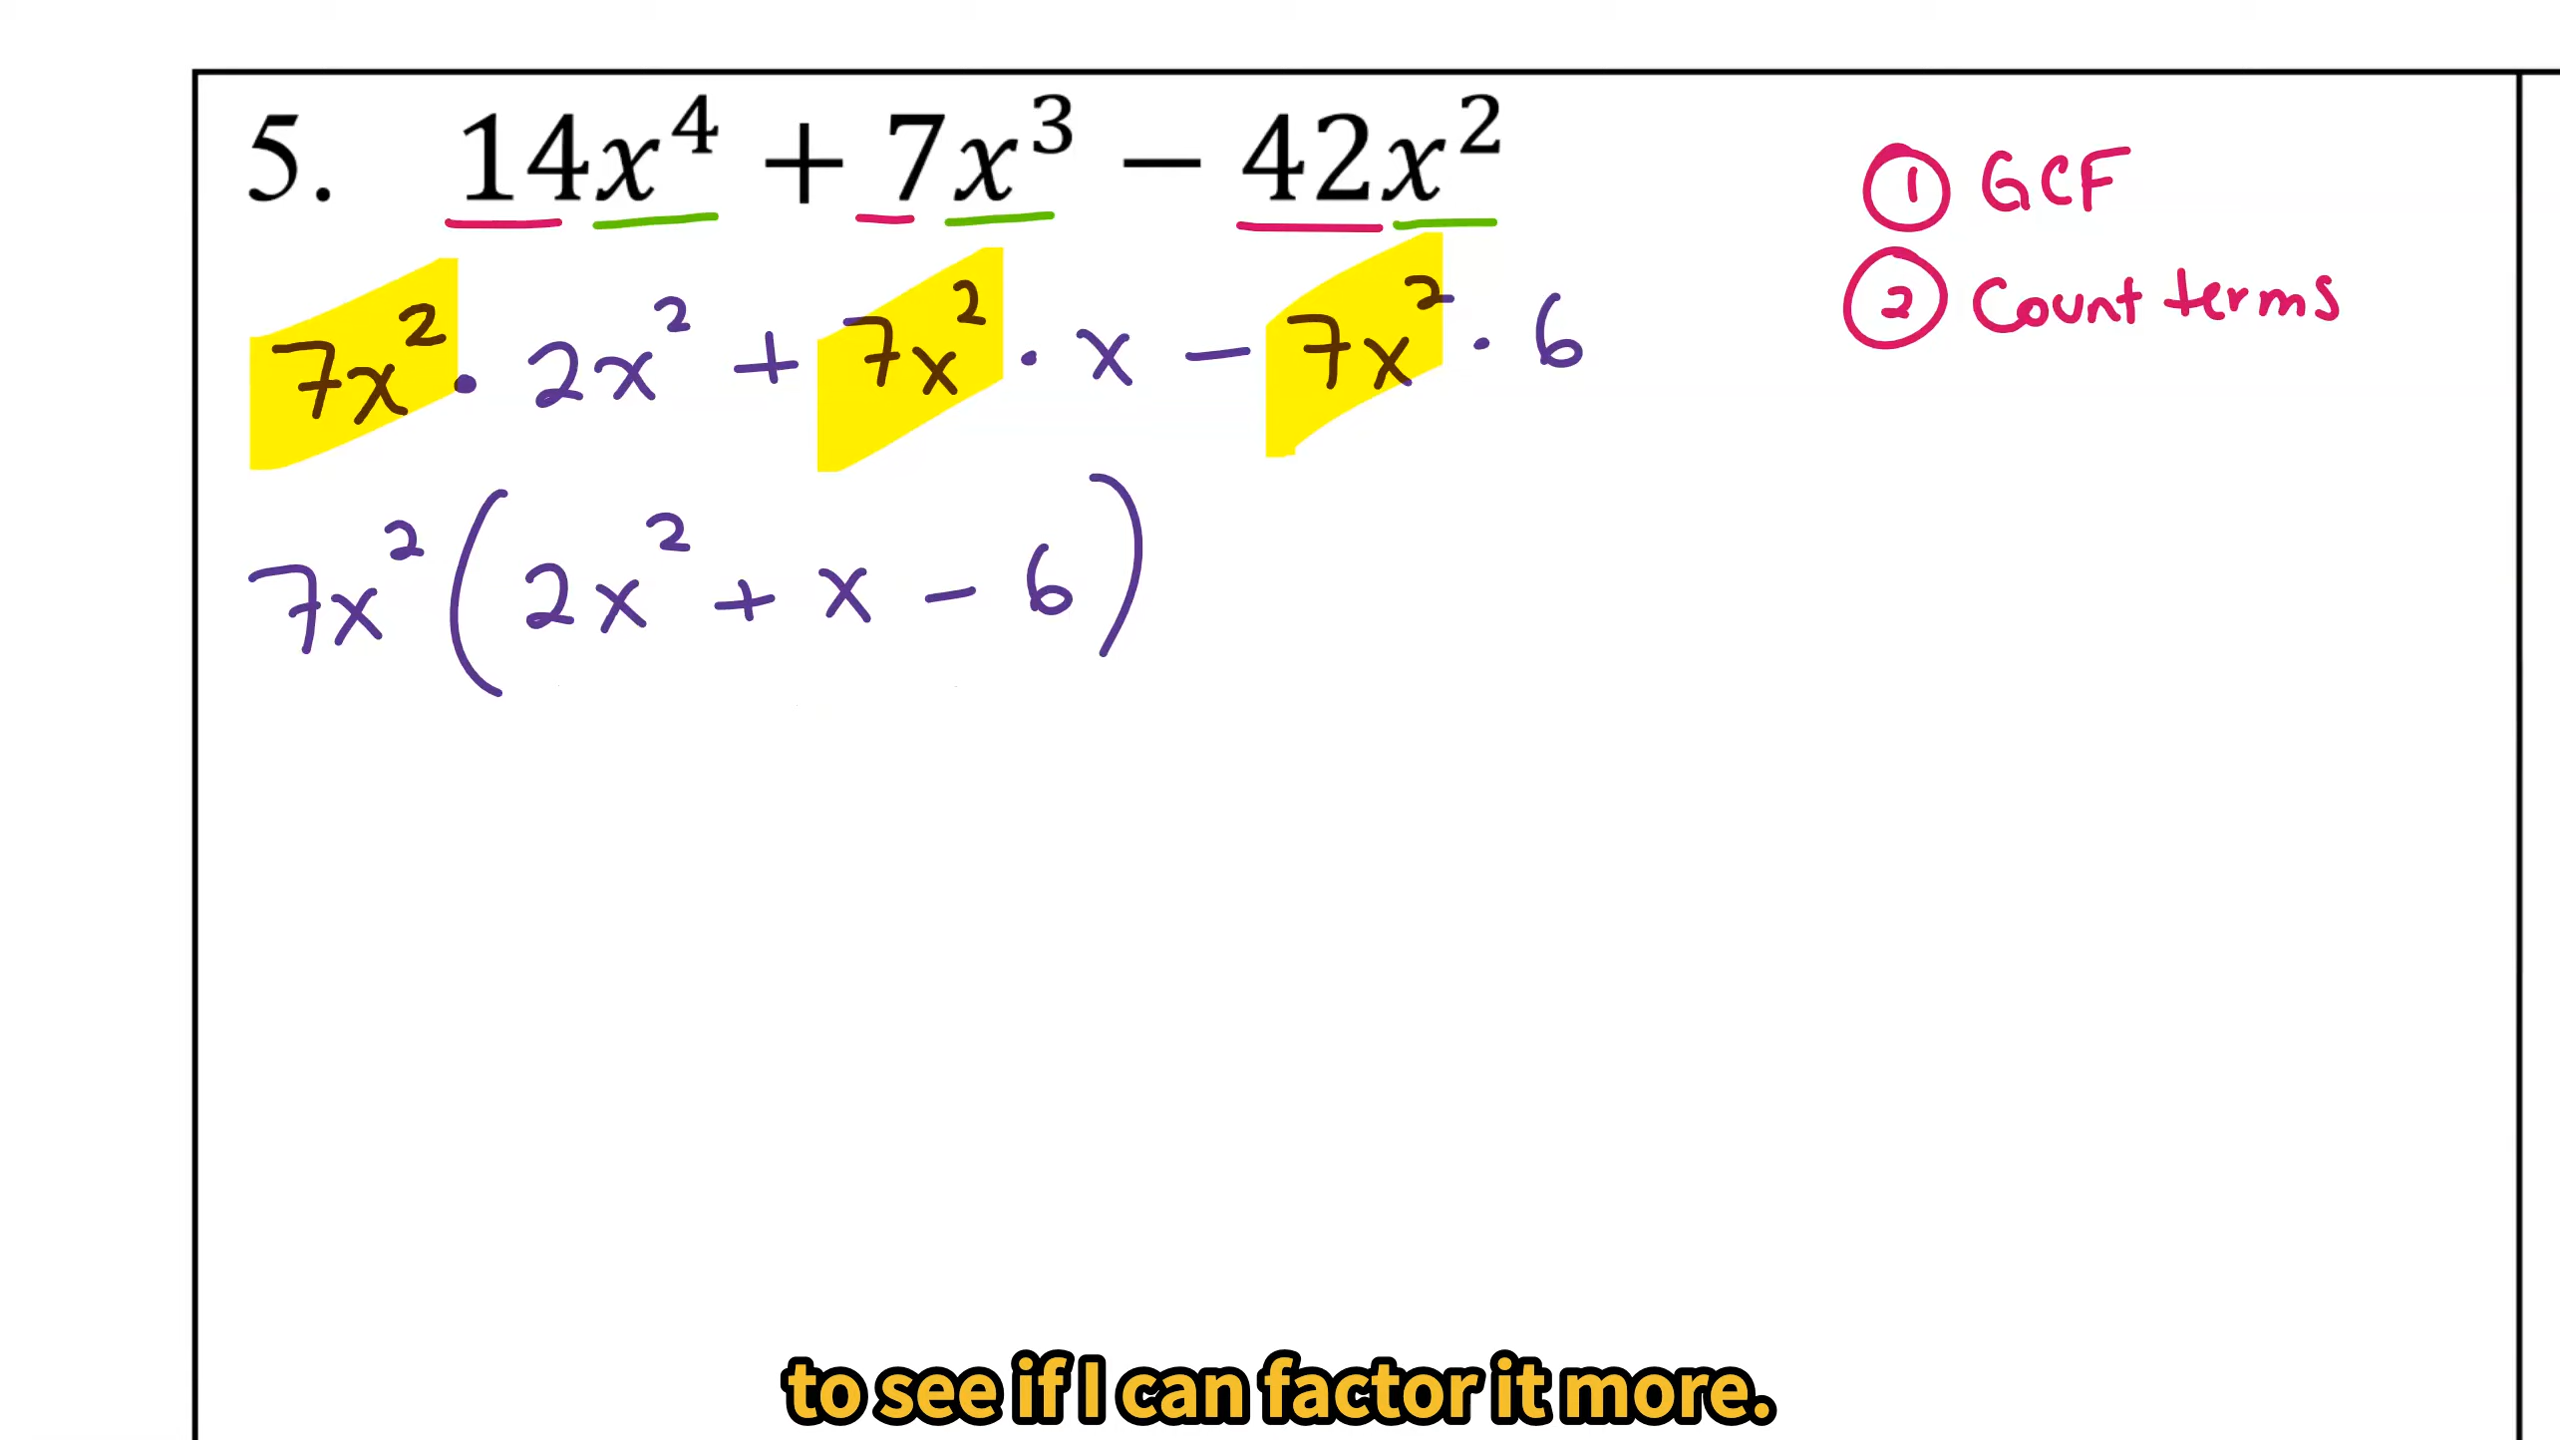 5. 14x⁴ + 7x³ − 42x²
① GCF
② Count terms
7x² · 2x² + 7x² · x − 7x² · 6
7x² (2x² + x − 6)
to see if I can factor it more.